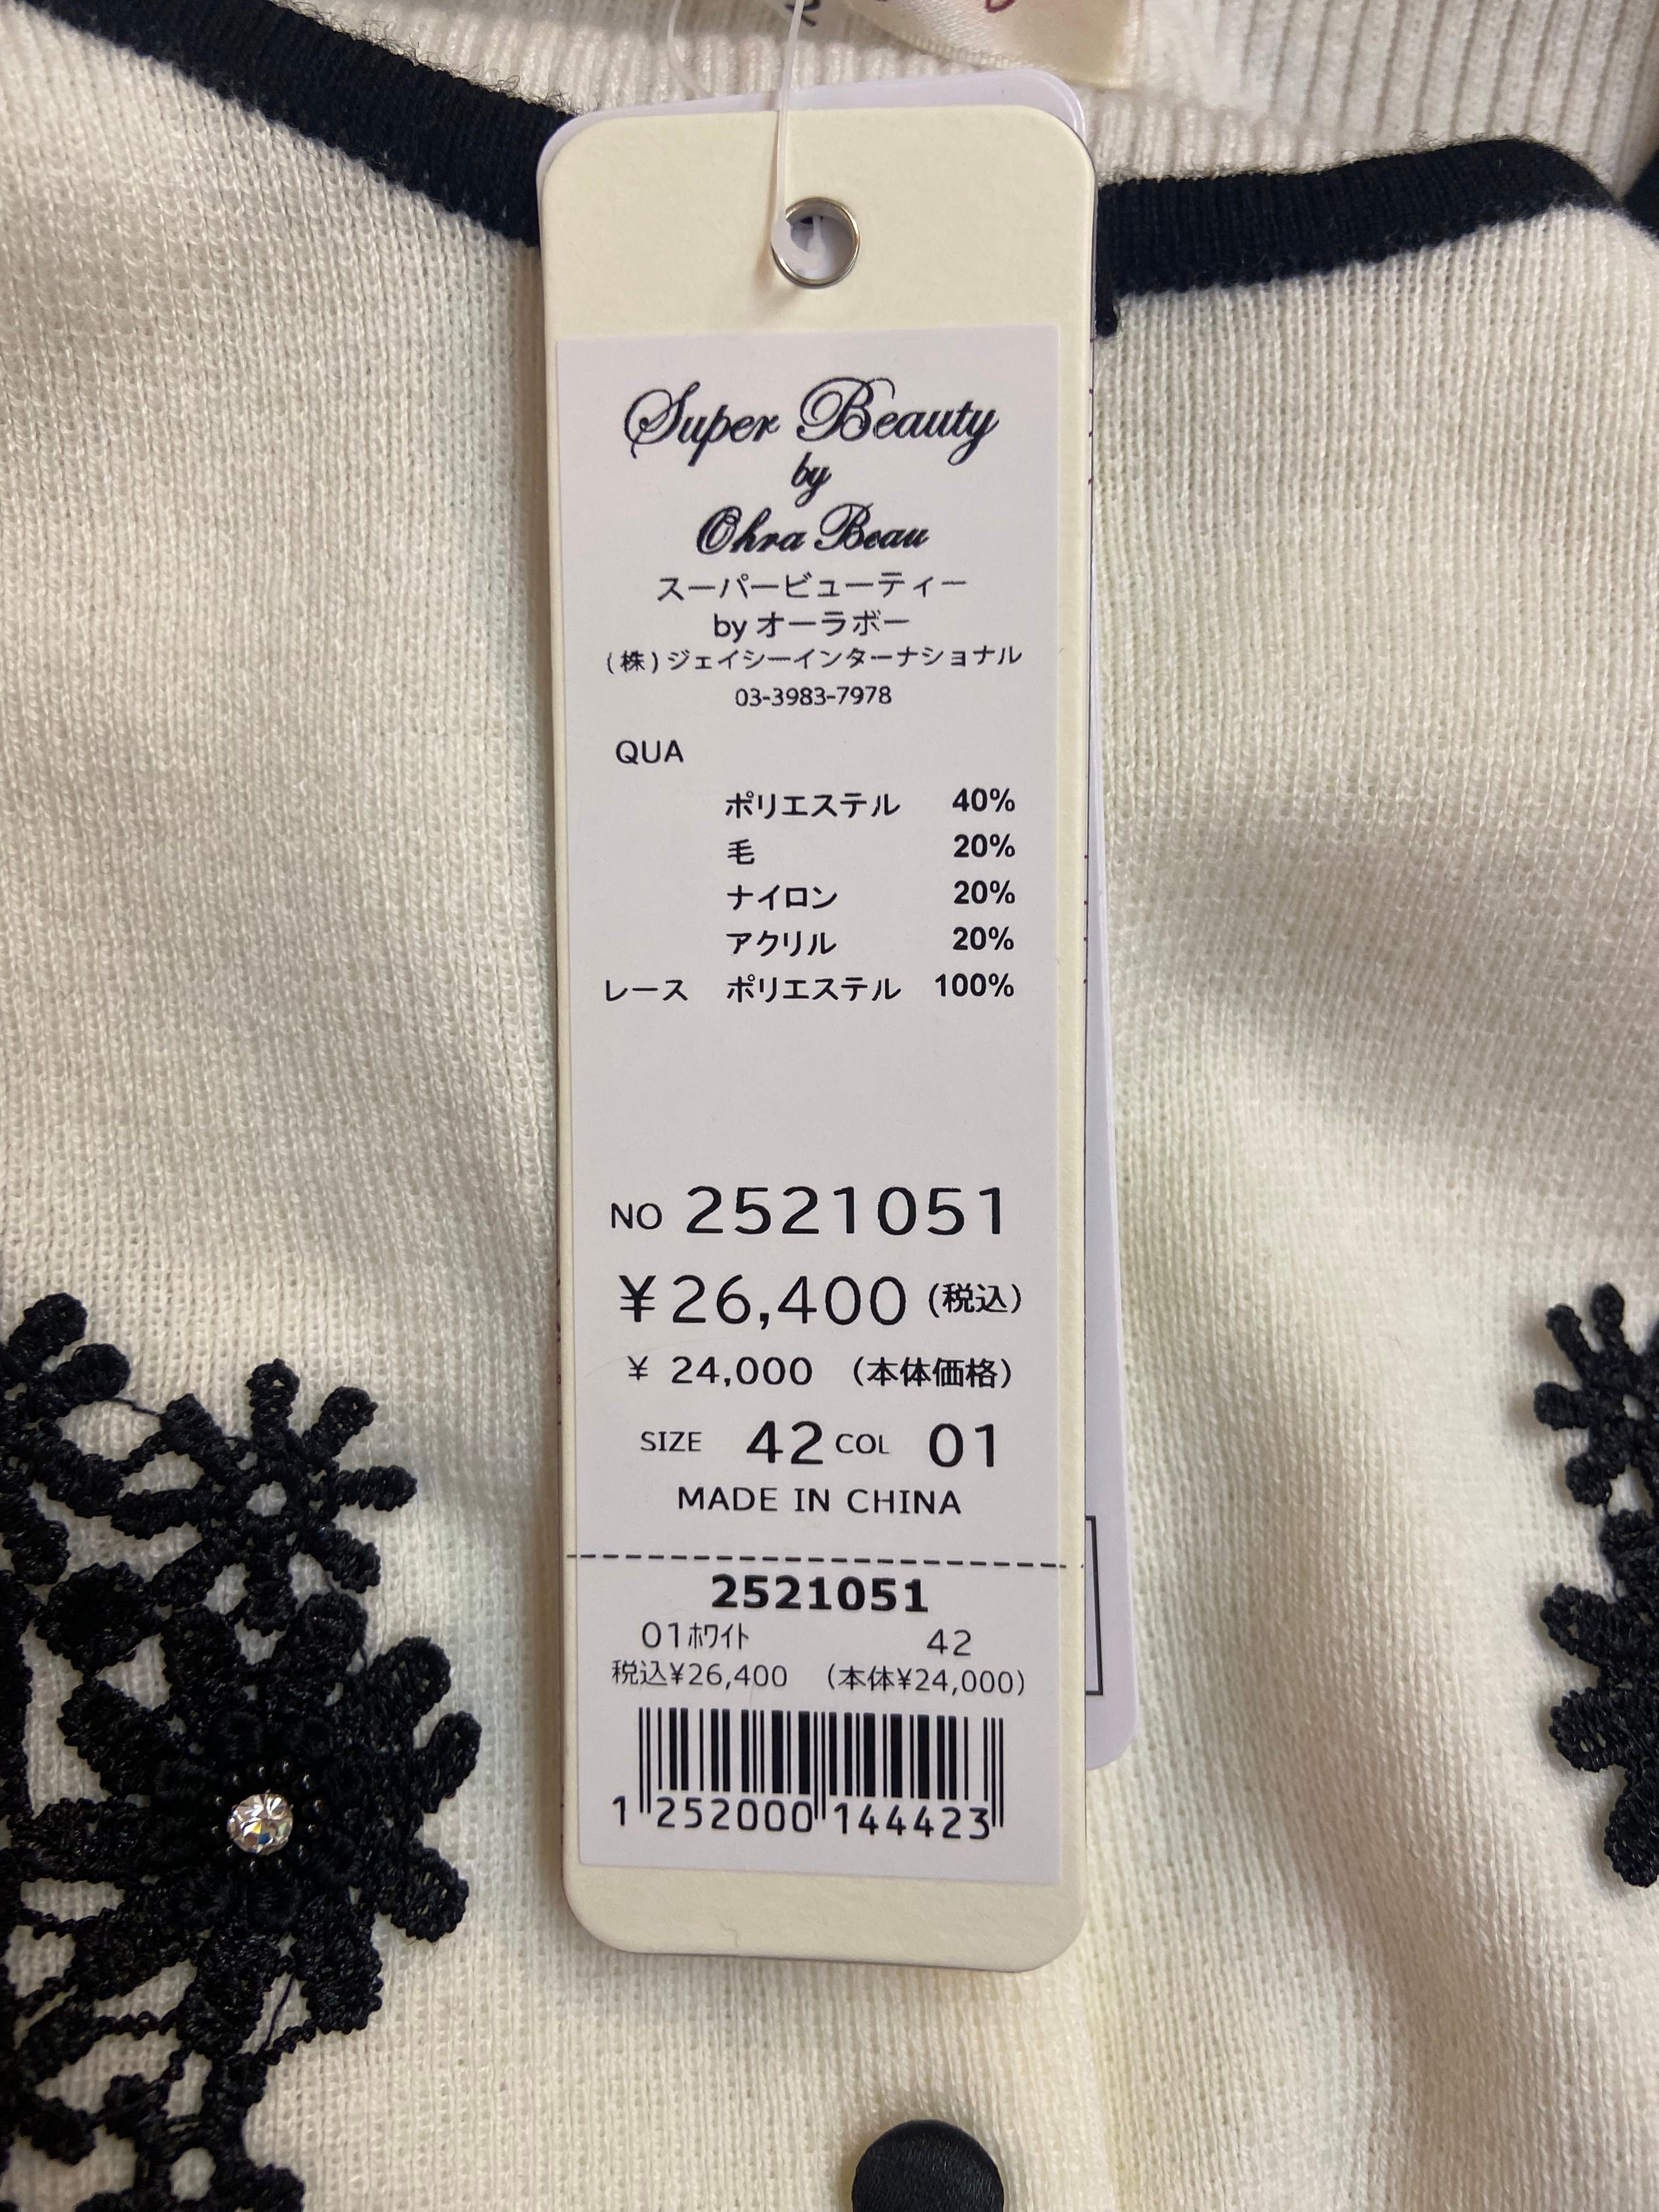 Super Beauty
by
Ohra Beau
スーパービューティー
by オーラボー
(株)ジェイシーインターナショナル
03-3983-7978
QUA
ポリエステル 40%
毛 20%
ナイロン 20%
アクリル 20%
レース ポリエステル 100%
NO 2521051
¥26,400 (税込)
¥ 24,000 (本体価格)
SIZE 42 COL 01
MADE IN CHINA
2521051
01ﾎﾜｲﾄ 42
税込¥26,400 (本体¥24,000)
1 252000 144423